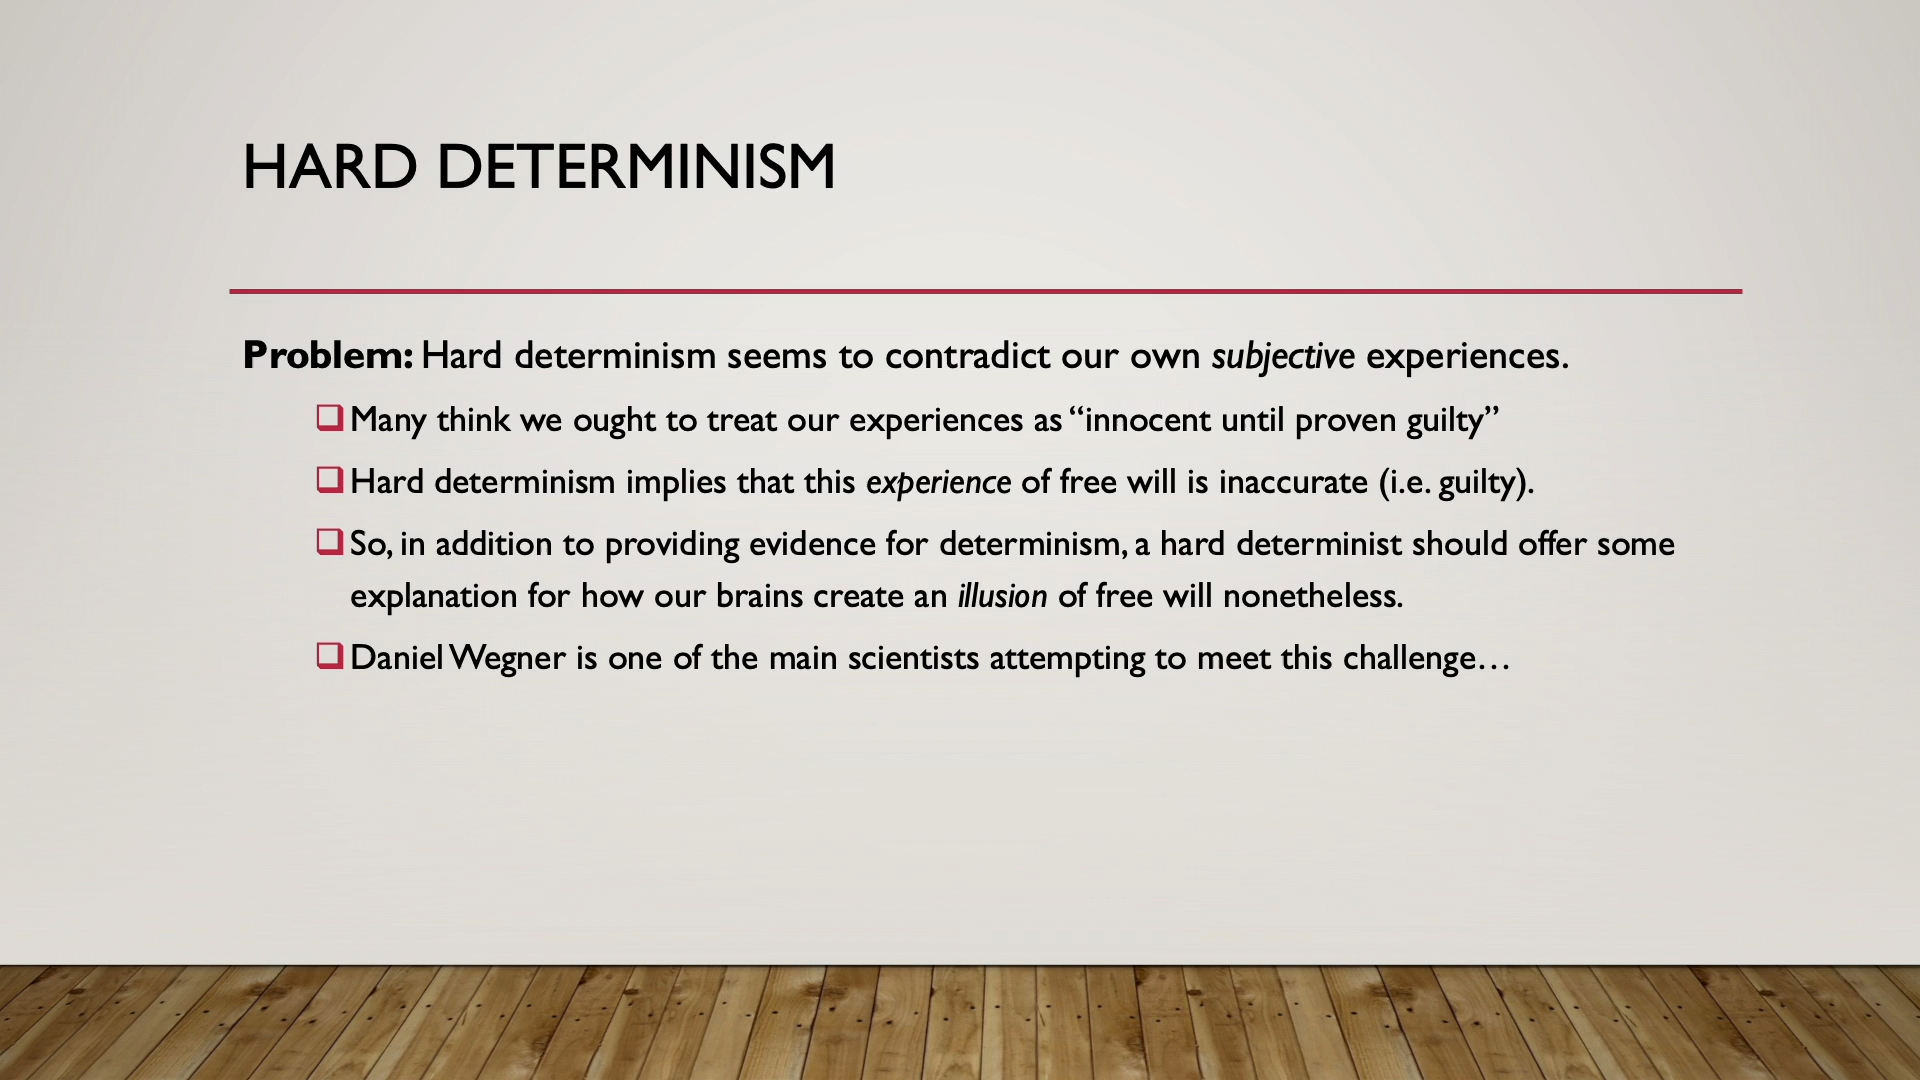 HARD DETERMINISM
Problem: Hard determinism seems to contradict our own subjective experiences.
❑Many think we ought to treat our experiences as “innocent until proven guilty”
❑Hard determinism implies that this experience of free will is inaccurate (i.e. guilty).
❑So, in addition to providing evidence for determinism, a hard determinist should offer some
explanation for how our brains create an illusion of free will nonetheless.
❑Daniel Wegner is one of the main scientists attempting to meet this challenge…